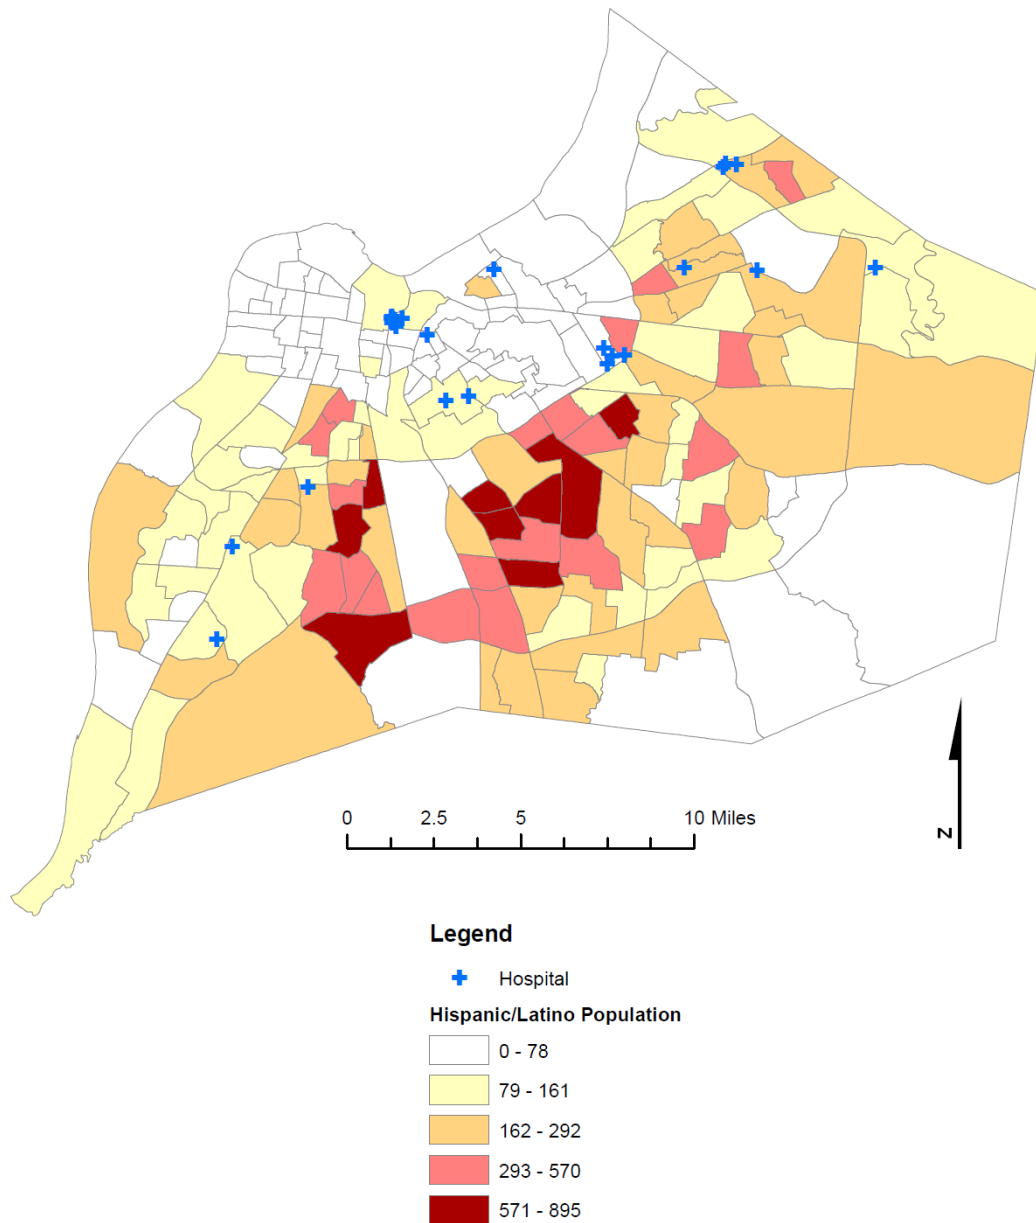 0 2.5 5 10 Miles
N
Legend
Hospital
Hispanic/Latino Population
0 - 78
79 - 161
162 - 292
293 - 570
571 - 895